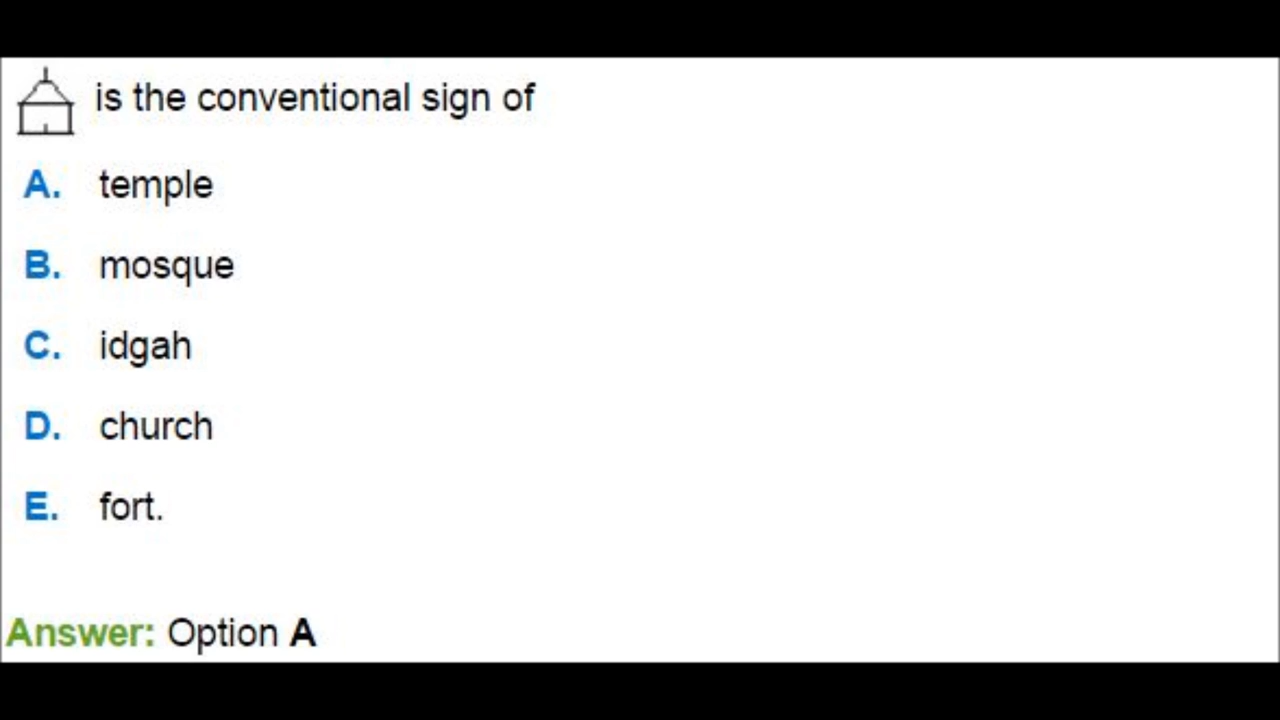 is the conventional sign of
A. temple
B. mosque
C. idgah
D. church
E. fort.
Answer: Option A